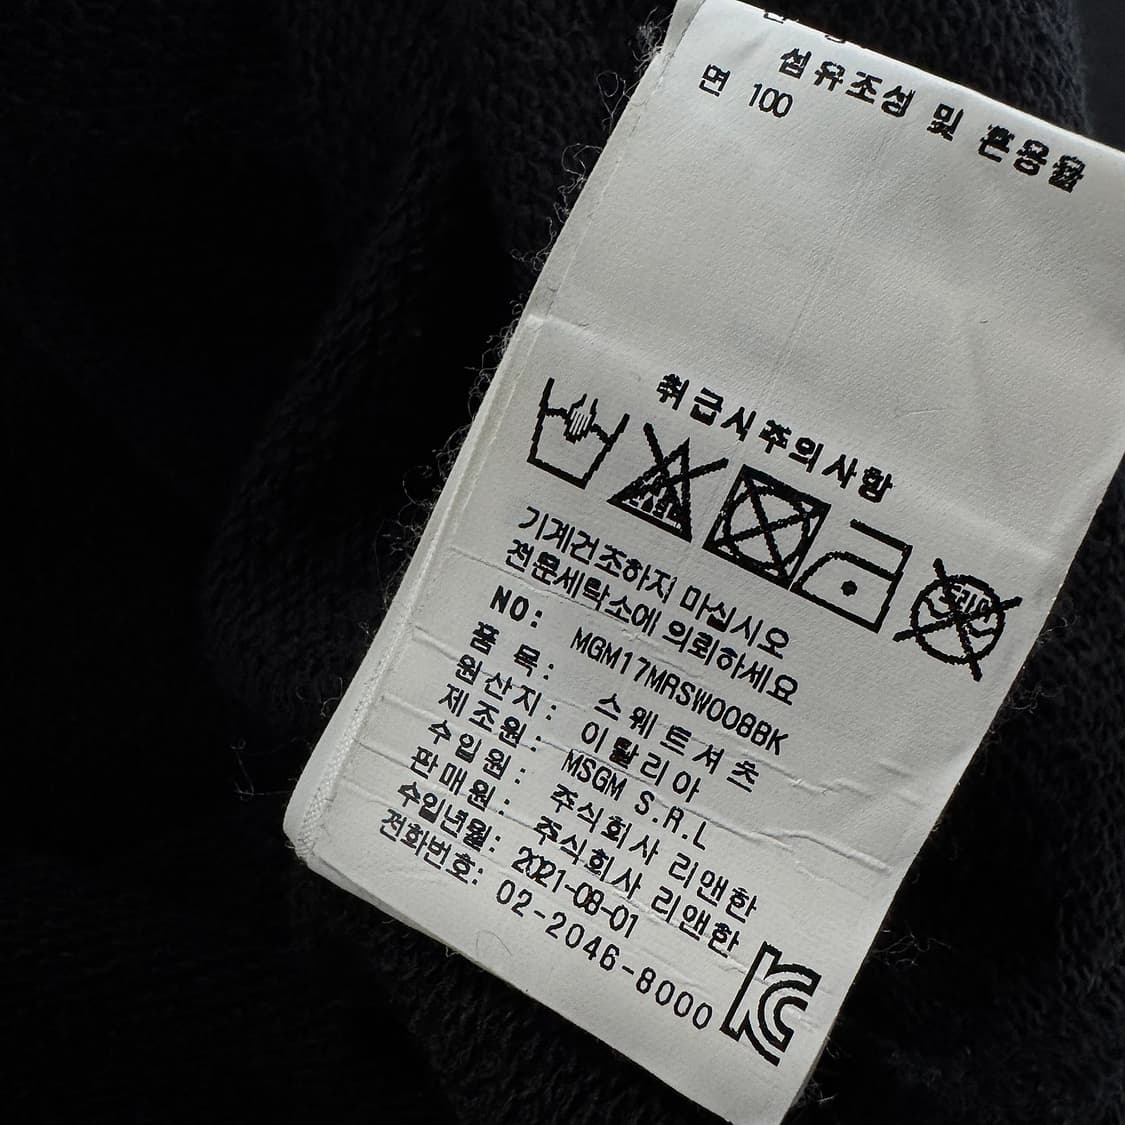 섬유조성 및 혼용율
면 100
취급시주의사항
기계건조하지 마십시오
전문세탁소에 의뢰하세요
NO: MGM17MRSW008BK
품 목: 스웨트셔츠
원산지: 이탈리아
제조원: MSGM S.R.L
수입원: 주식회사 리앤한
판매원. 주식회사 리앤한
수입년월: 2021-08-01
전화번호: 02-2046-8000